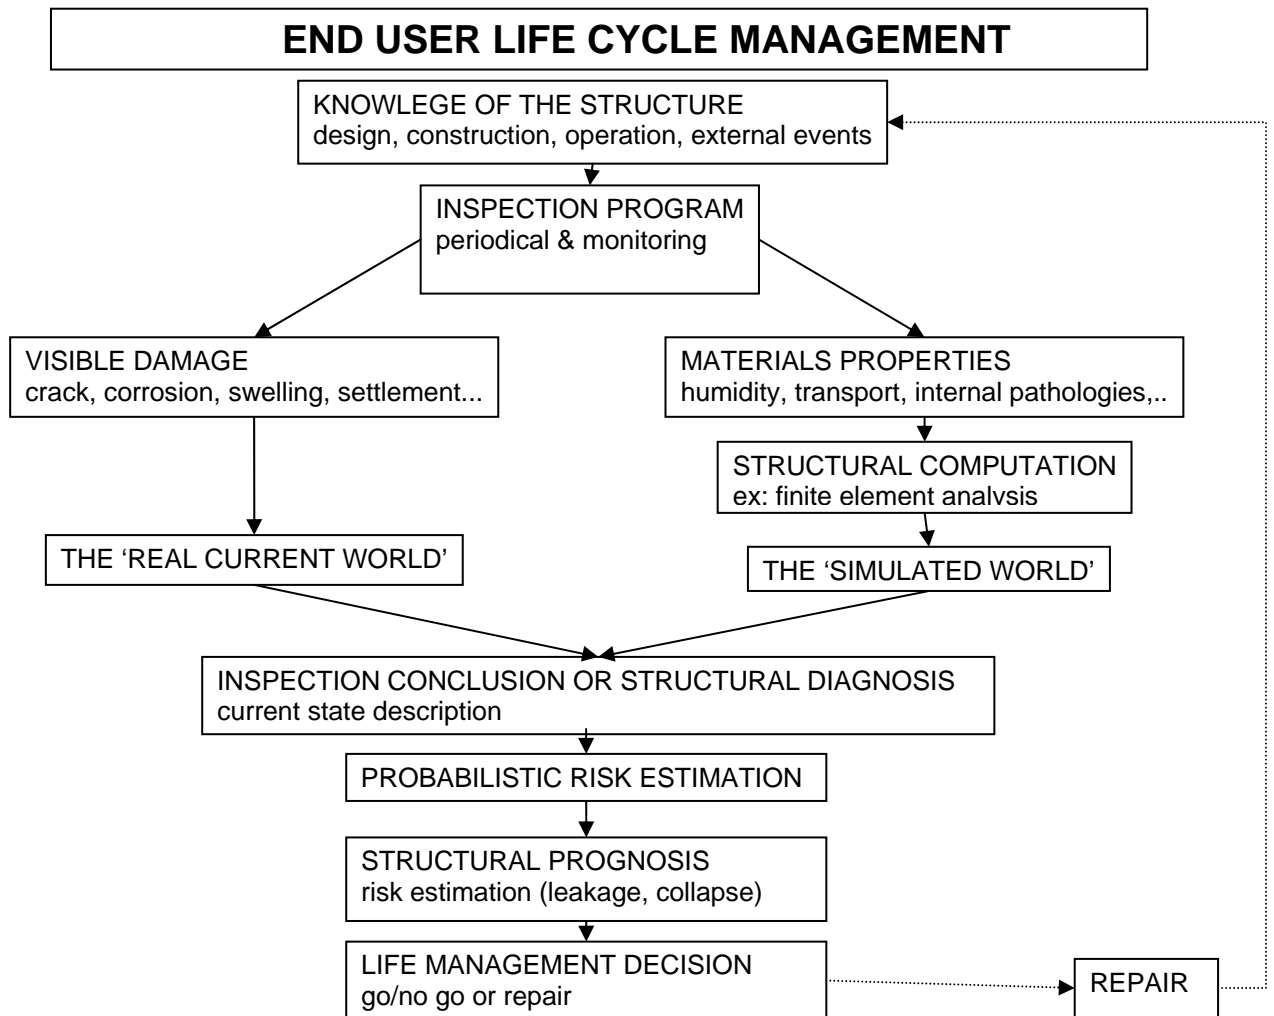 END USER LIFE CYCLE MANAGEMENT
KNOWLEGE OF THE STRUCTURE
design, construction, operation, external events
INSPECTION PROGRAM
periodical & monitoring
VISIBLE DAMAGE
crack, corrosion, swelling, settlement...
MATERIALS PROPERTIES
humidity, transport, internal pathologies,..
STRUCTURAL COMPUTATION
ex: finite element analysis
THE ‘REAL CURRENT WORLD’
THE ‘SIMULATED WORLD’
INSPECTION CONCLUSION OR STRUCTURAL DIAGNOSIS
current state description
PROBABILISTIC RISK ESTIMATION
STRUCTURAL PROGNOSIS
risk estimation (leakage, collapse)
LIFE MANAGEMENT DECISION
go/no go or repair
REPAIR